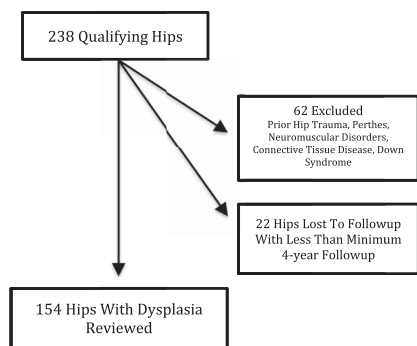 238 Qualifying Hips
62 Excluded
Prior Hip Trauma, Perthes,
Neuromuscular Disorders,
Connective Tissue Disease, Down
Syndrome
22 Hips Lost To Followup
With Less Than Minimum
4-year Followup
154 Hips With Dysplasia
Reviewed